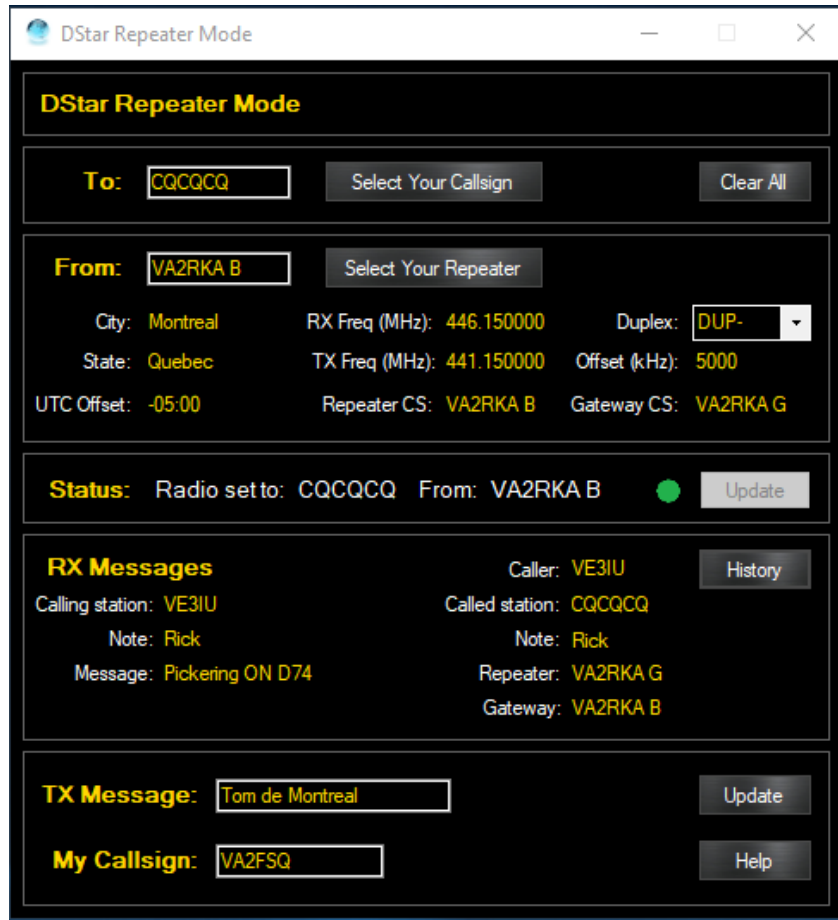 DStar Repeater Mode
DStar Repeater Mode
To: CQCQCQ Select Your Callsign Clear All
From: VA2RKA B Select Your Repeater
City: Montreal RX Freq (MHz): 446.150000 Duplex: DUP-
State: Quebec TX Freq (MHz): 441.150000 Offset (kHz): 5000
UTC Offset: -05:00 Repeater CS: VA2RKA B Gateway CS: VA2RKA G
Status: Radio set to: CQCQCQ From: VA2RKA B Update
RX Messages Caller: VE3IU History
Calling station: VE3IU Called station: CQCQCQ
Note: Rick Note: Rick
Message: Pickering ON D74 Repeater: VA2RKA G
Gateway: VA2RKA B
TX Message: Tom de Montreal Update
My Callsign: VA2FSQ Help